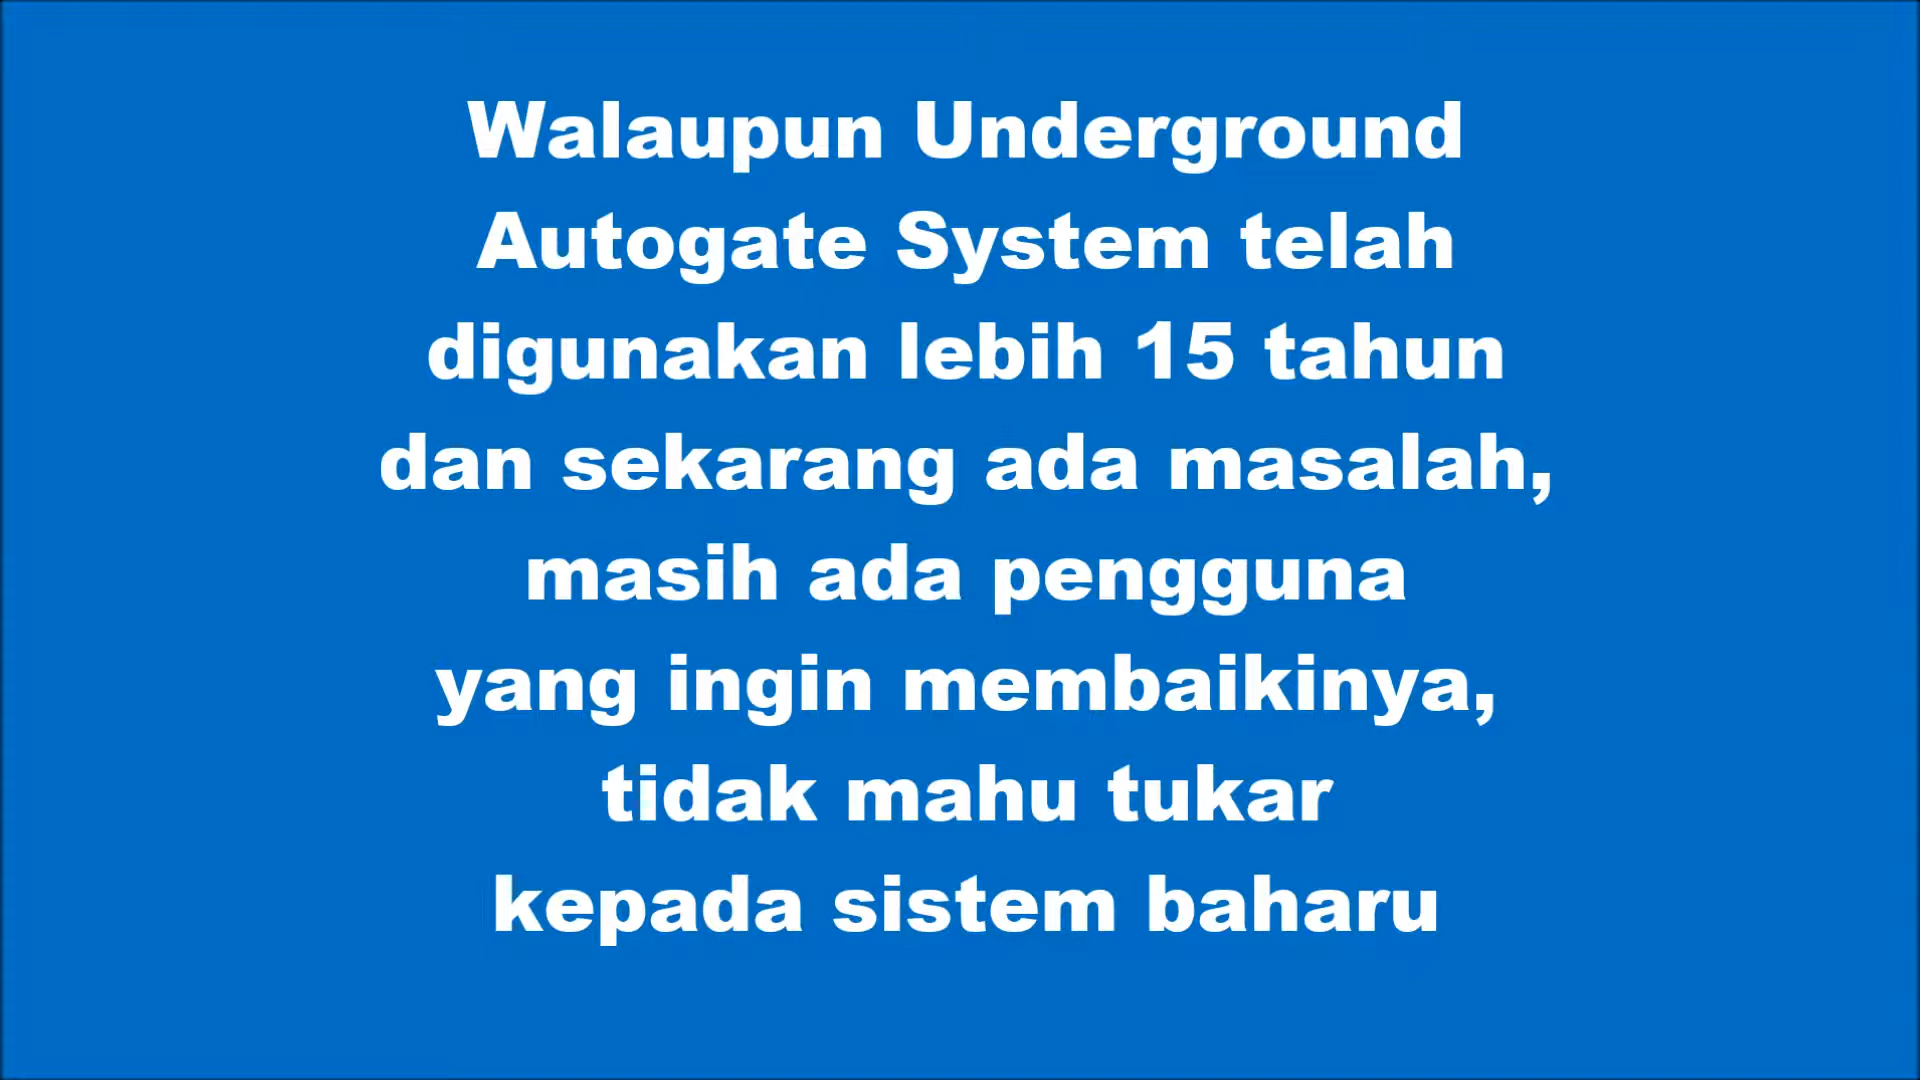 Walaupun Underground
Autogate System telah
digunakan lebih 15 tahun
dan sekarang ada masalah,
masih ada pengguna
yang ingin membaikinya,
tidak mahu tukar
kepada sistem baharu